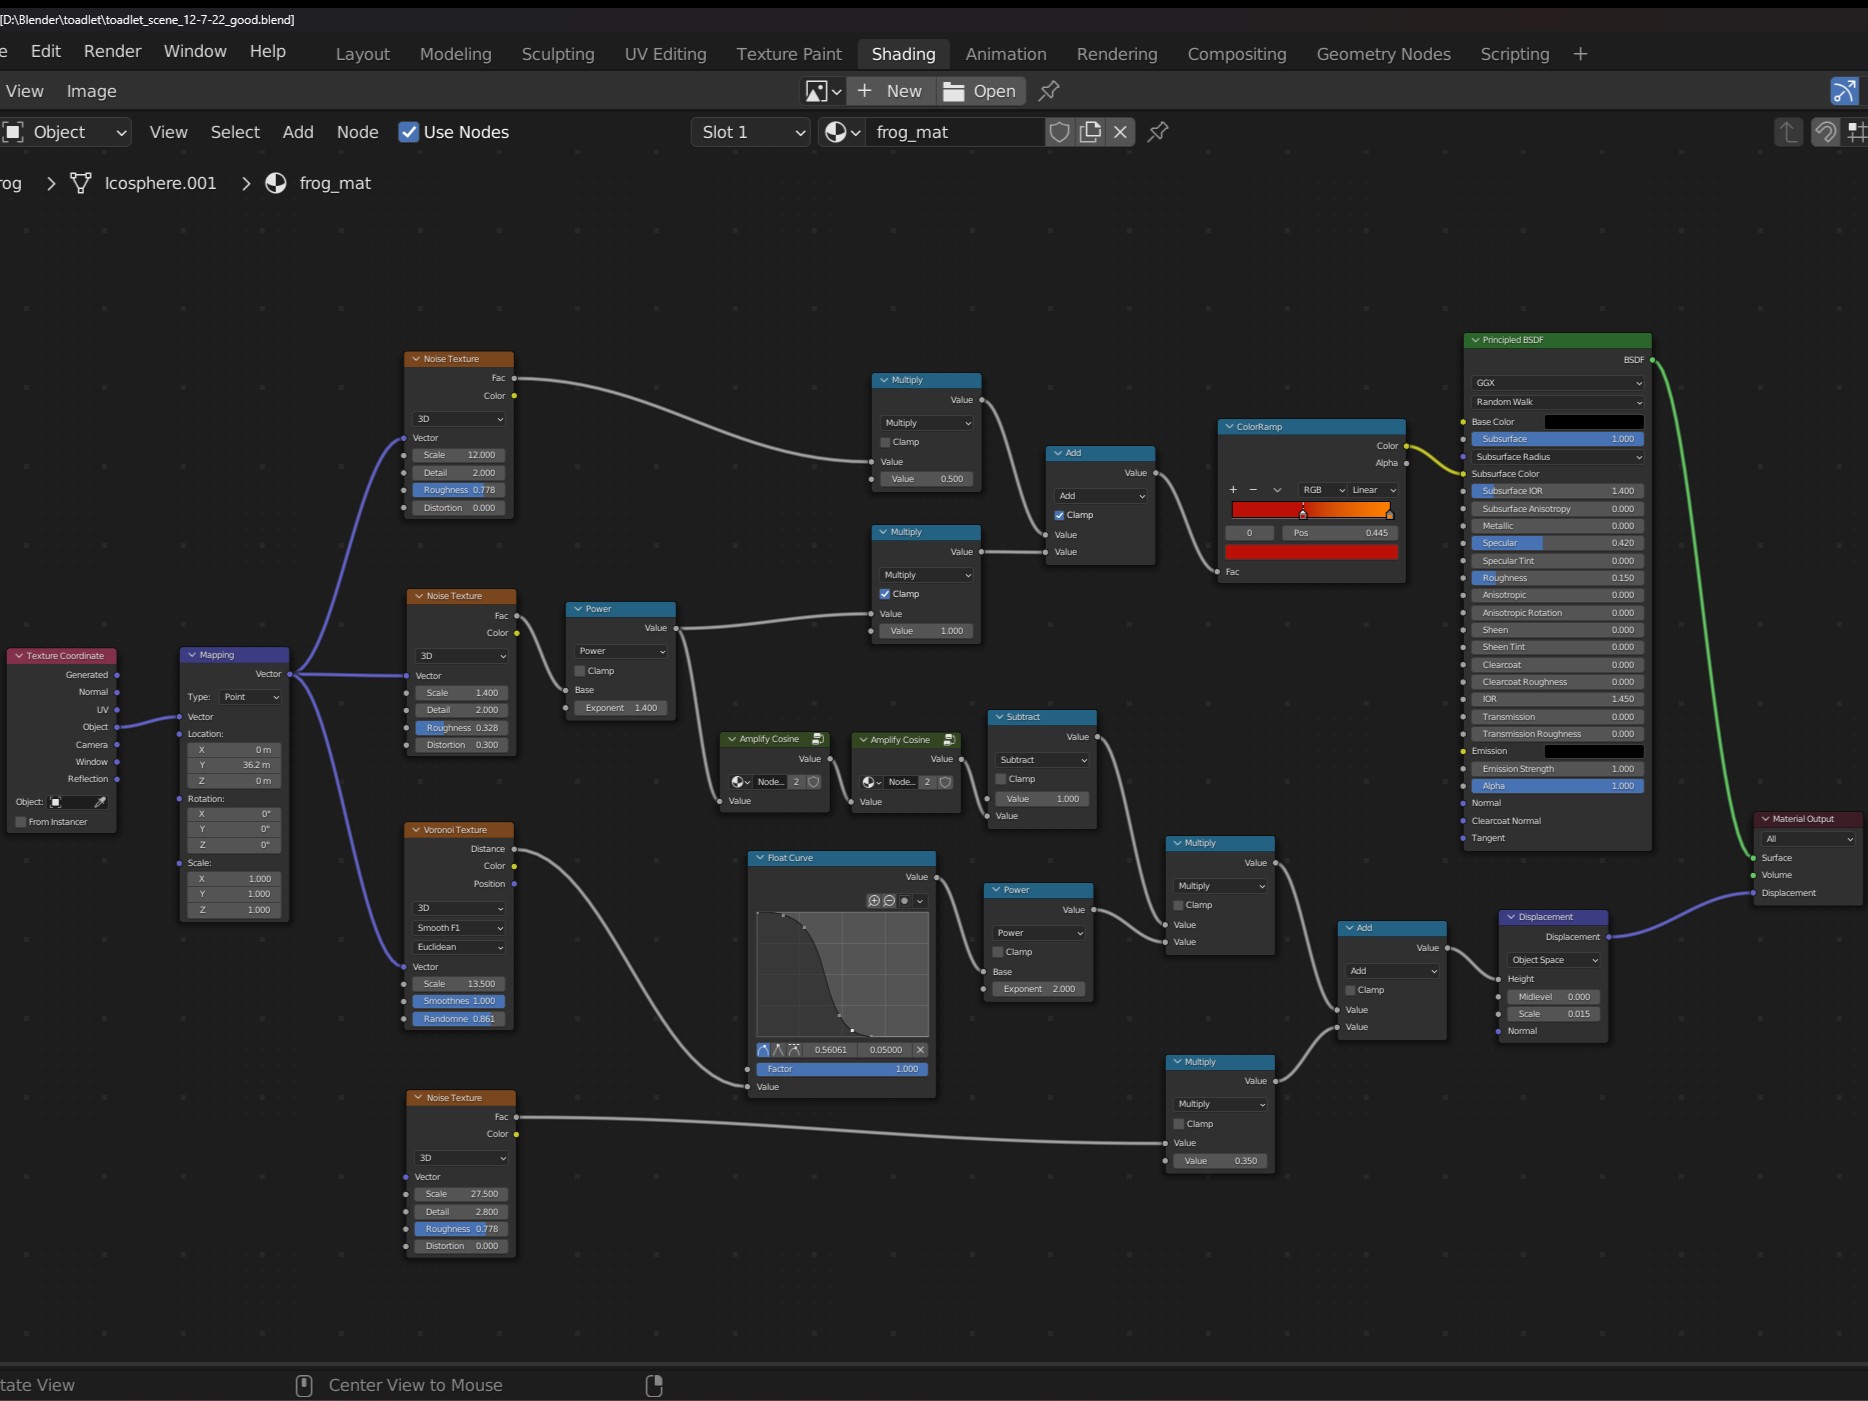 [D:\Blender\toadlet\toadlet_scene_12-7-22_good.blend]
e Edit Render Window Help Layout Modeling Sculpting UV Editing Texture Paint Shading Animation Rendering Compositing Geometry Nodes Scripting +
View Image + New Open
Object View Select Add Node Use Nodes Slot 1 frog_mat
rog > Icosphere.001 > frog_mat
Texture Coordinate
Generated
Normal
UV
Object
Camera
Window
Reflection
Object:
From Instancer
Mapping
Vector
Type: Point
Vector
Location:
X 0 m
Y 36.2 m
Z 0 m
Rotation:
X 0°
Y 0°
Z 0°
Scale:
X 1.000
Y 1.000
Z 1.000
Noise Texture
Fac
Color
3D
Vector
Scale 12.000
Detail 2.000
Roughness 0.778
Distortion 0.000
Noise Texture
Fac
Color
3D
Vector
Scale 1.400
Detail 2.000
Roughness 0.328
Distortion 0.300
Voronoi Texture
Distance
Color
Position
3D
Smooth F1
Euclidean
Vector
Scale 13.500
Smoothnes 1.000
Randomne 0.861
Noise Texture
Fac
Color
3D
Vector
Scale 27.500
Detail 2.800
Roughness 0.778
Distortion 0.000
Power
Value
Power
Clamp
Base
Exponent 1.400
Amplify Cosine
Value
Node... 2
Value
Amplify Cosine
Value
Node... 2
Value
Float Curve
Value
0.56061 0.05000
Factor 1.000
Value
Multiply
Value
Multiply
Clamp
Value
Value 0.500
Multiply
Value
Multiply
Clamp
Value
Value 1.000
Subtract
Value
Subtract
Clamp
Value 1.000
Value
Power
Value
Power
Clamp
Base
Exponent 2.000
Add
Value
Add
Clamp
Value
Value
Multiply
Value
Multiply
Clamp
Value
Value
Multiply
Value
Multiply
Clamp
Value
Value 0.350
ColorRamp
Color
Alpha
+ − RGB Linear
0 Pos 0.445
Fac
Add
Value
Add
Clamp
Value
Value
Principled BSDF
BSDF
GGX
Random Walk
Base Color
Subsurface 1.000
Subsurface Radius
Subsurface Color
Subsurface IOR 1.400
Subsurface Anisotropy 0.000
Metallic 0.000
Specular 0.420
Specular Tint 0.000
Roughness 0.150
Anisotropic 0.000
Anisotropic Rotation 0.000
Sheen 0.000
Sheen Tint 0.000
Clearcoat 0.000
Clearcoat Roughness 0.000
IOR 1.450
Transmission 0.000
Transmission Roughness 0.000
Emission
Emission Strength 1.000
Alpha 1.000
Normal
Clearcoat Normal
Tangent
Displacement
Displacement
Object Space
Height
Midlevel 0.000
Scale 0.015
Normal
Material Output
All
Surface
Volume
Displacement
tate View Center View to Mouse